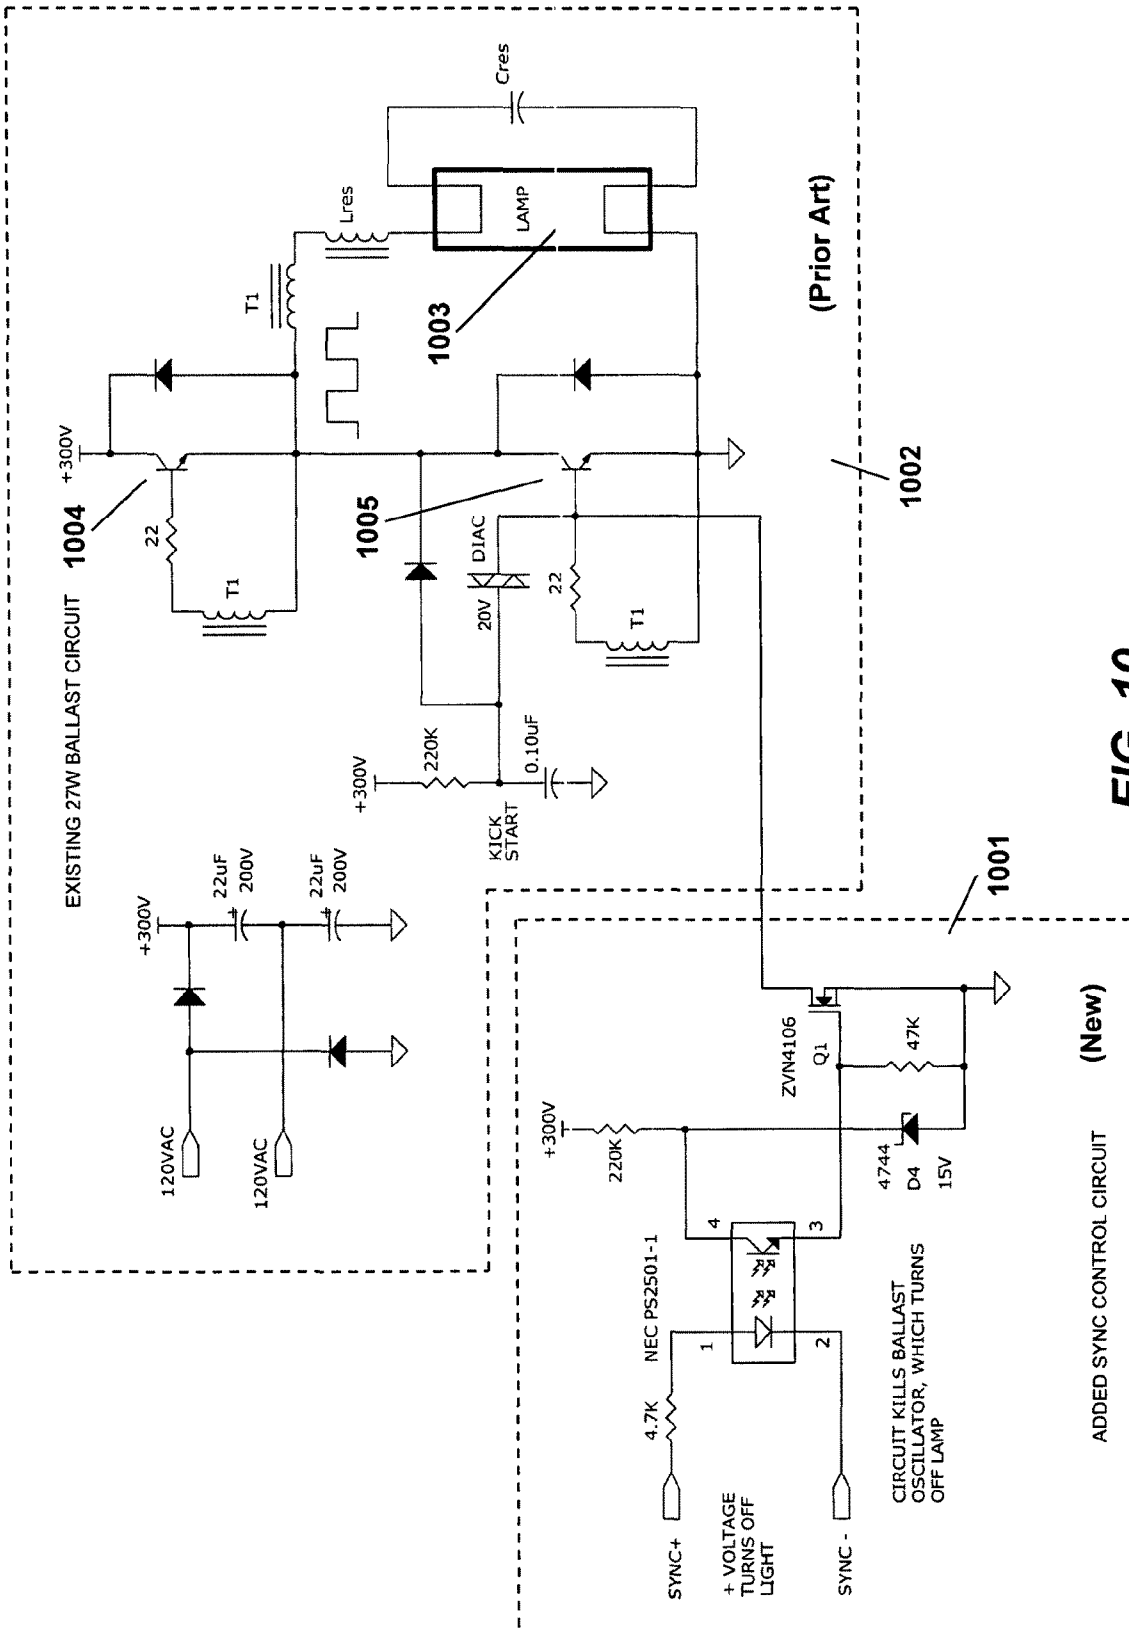 EXISTING 27W BALLAST CIRCUIT
120VAC
120VAC
+300V
22uF
200V
22uF
200V
+
+
+300V
1004
22
T1
T1
Lres
Cres
LAMP
1003
1005
+300V
220K
KICK
START
0.10uF
20V
DIAC
22
T1
1002
(Prior Art)
SYNC+
4.7K
NEC PS2501-1
1
2
4
3
+ VOLTAGE
TURNS OFF
LIGHT
SYNC -
+300V
220K
ZVN4106
Q1
47K
4744
D4
15V
CIRCUIT KILLS BALLAST
OSCILLATOR, WHICH TURNS
OFF LAMP
1001
ADDED SYNC CONTROL CIRCUIT
(New)
FIG. 10